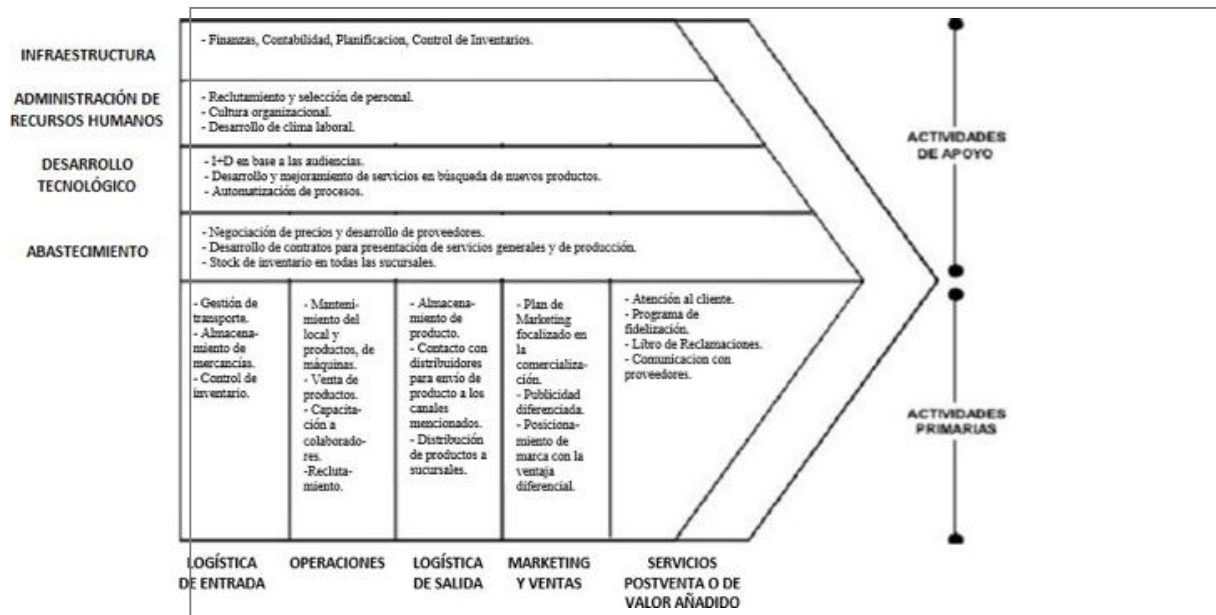 INFRAESTRUCTURA
- Finanzas, Contabilidad, Planificacion, Control de Inventarios.
ADMINISTRACIÓN DE
RECURSOS HUMANOS
- Reclutamiento y selección de personal.
- Cultura organizacional.
- Desarrollo de clima laboral.
DESARROLLO
TECNOLÓGICO
- I+D en base a las audiencias.
- Desarrollo y mejoramiento de servicios en búsqueda de nuevos productos.
- Automatización de procesos.
ABASTECIMIENTO
- Negociación de precios y desarrollo de proveedores.
- Desarrollo de contratos para presentación de servicios generales y de producción.
- Stock de inventario en todas las sucursales.
ACTIVIDADES
DE APOYO
- Gestión de
transporte.
- Almacena-
miento de
mercancías.
- Control de
inventario.
- Manteni-
miento del
local y
productos, de
máquinas.
- Venta de
productos.
- Capacita-
ción a
colaborado-
res.
-Recluta-
miento.
- Almacena-
miento de
producto.
- Contacto con
distribuidores
para envío de
producto a los
canales
mencionados.
- Distribución
de productos a
sucursales.
- Plan de
Marketing
focalizado en
la
comercializa-
ción.
- Publicidad
diferenciada.
- Posiciona-
miento de
marca con la
ventaja
diferencial.
- Atención al cliente.
- Programa de
fidelización.
- Libro de Reclamaciones.
- Comunicacion con
proveedores.
ACTIVIDADES
PRIMARIAS
LOGÍSTICA
DE ENTRADA
OPERACIONES
LOGÍSTICA
DE SALIDA
MARKETING
Y VENTAS
SERVICIOS
POSTVENTA O DE
VALOR AÑADIDO